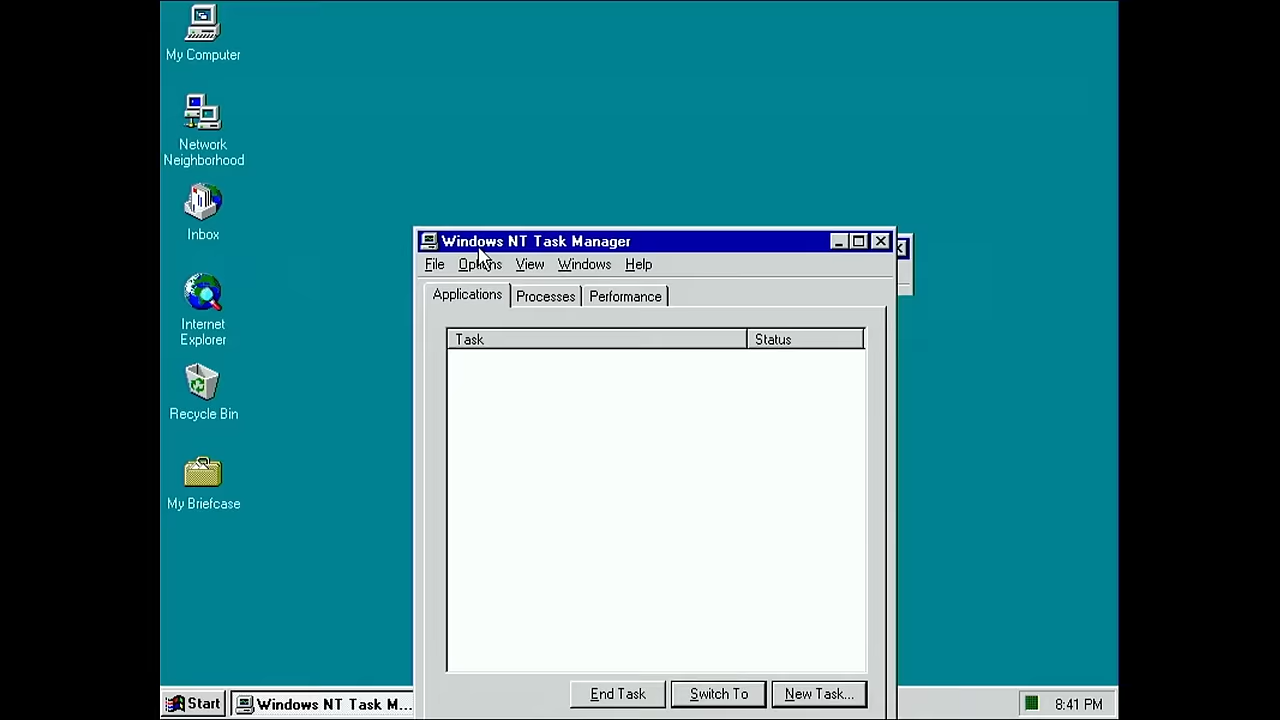 My Computer
Network
Neighborhood
Inbox
Internet
Explorer
Recycle Bin
My Briefcase
Windows NT Task Manager
File Options View Windows Help
Applications Processes Performance
Task Status
End Task Switch To New Task...
Start Windows NT Task M... 8:41 PM